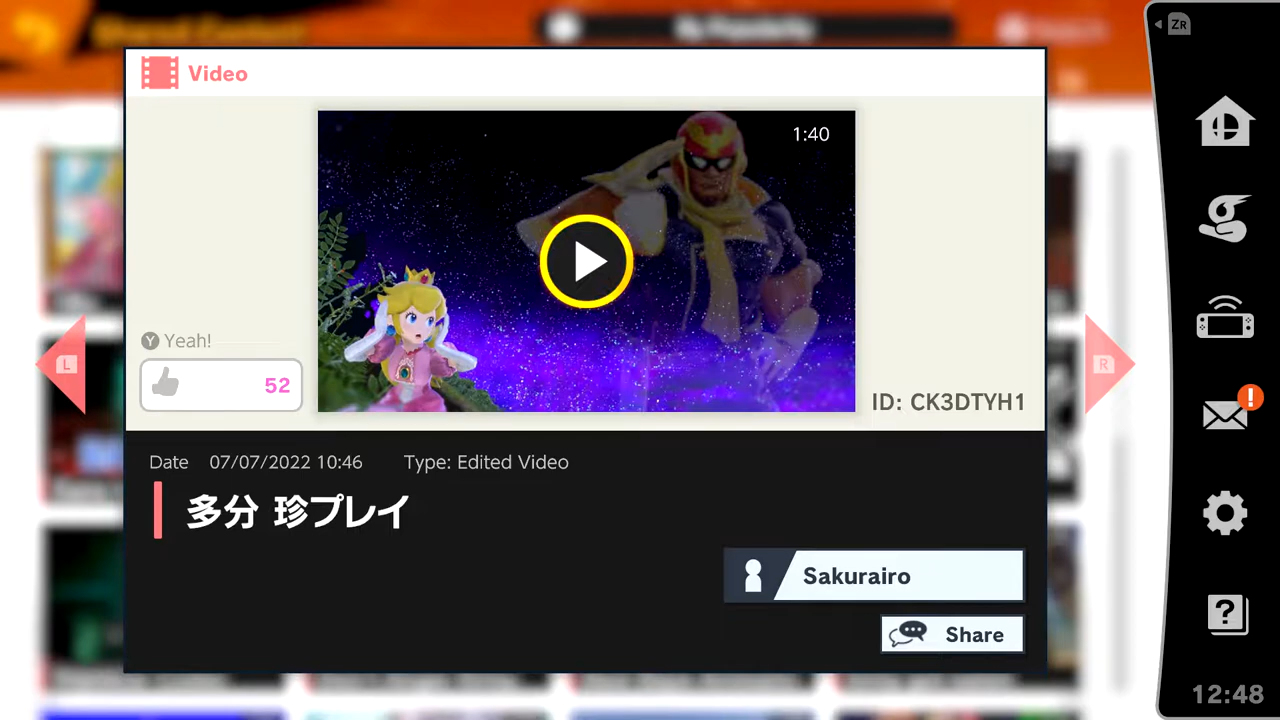 ZR
Video
1:40
Y Yeah!
52
ID: CK3DTYH1
L
R
!
Date 07/07/2022 10:46 Type: Edited Video
多分 珍プレイ
Sakurairo
Share
?
12:48